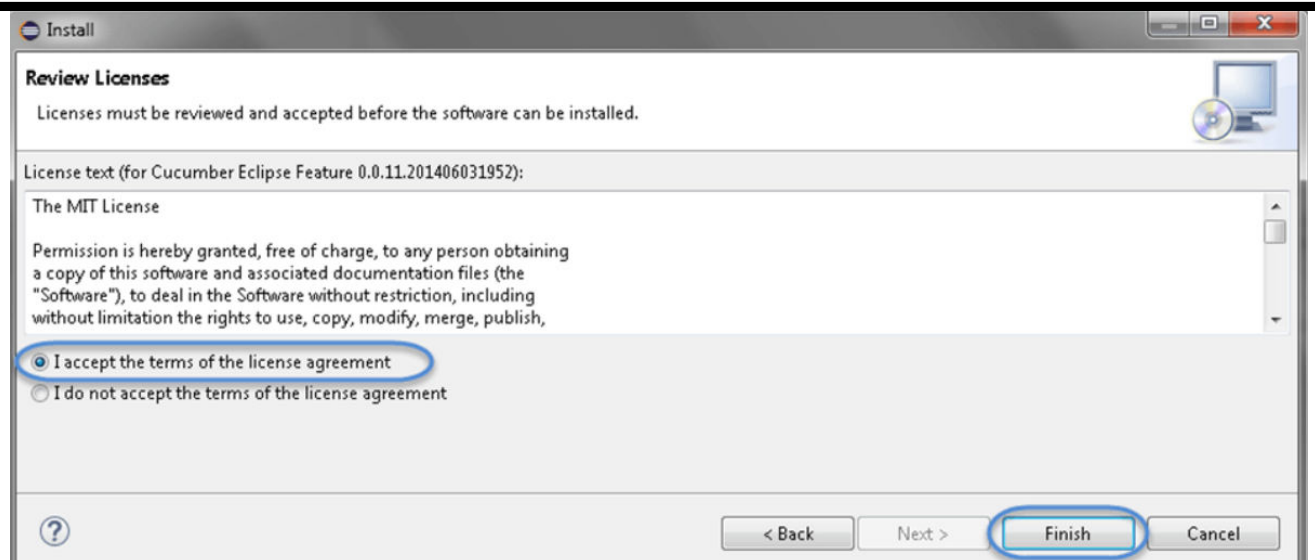 Install
Review Licenses
Licenses must be reviewed and accepted before the software can be installed.
License text (for Cucumber Eclipse Feature 0.0.11.201406031952):
The MIT License
Permission is hereby granted, free of charge, to any person obtaining
a copy of this software and associated documentation files (the
"Software"), to deal in the Software without restriction, including
without limitation the rights to use, copy, modify, merge, publish,
I accept the terms of the license agreement
I do not accept the terms of the license agreement
? < Back Next > Finish Cancel